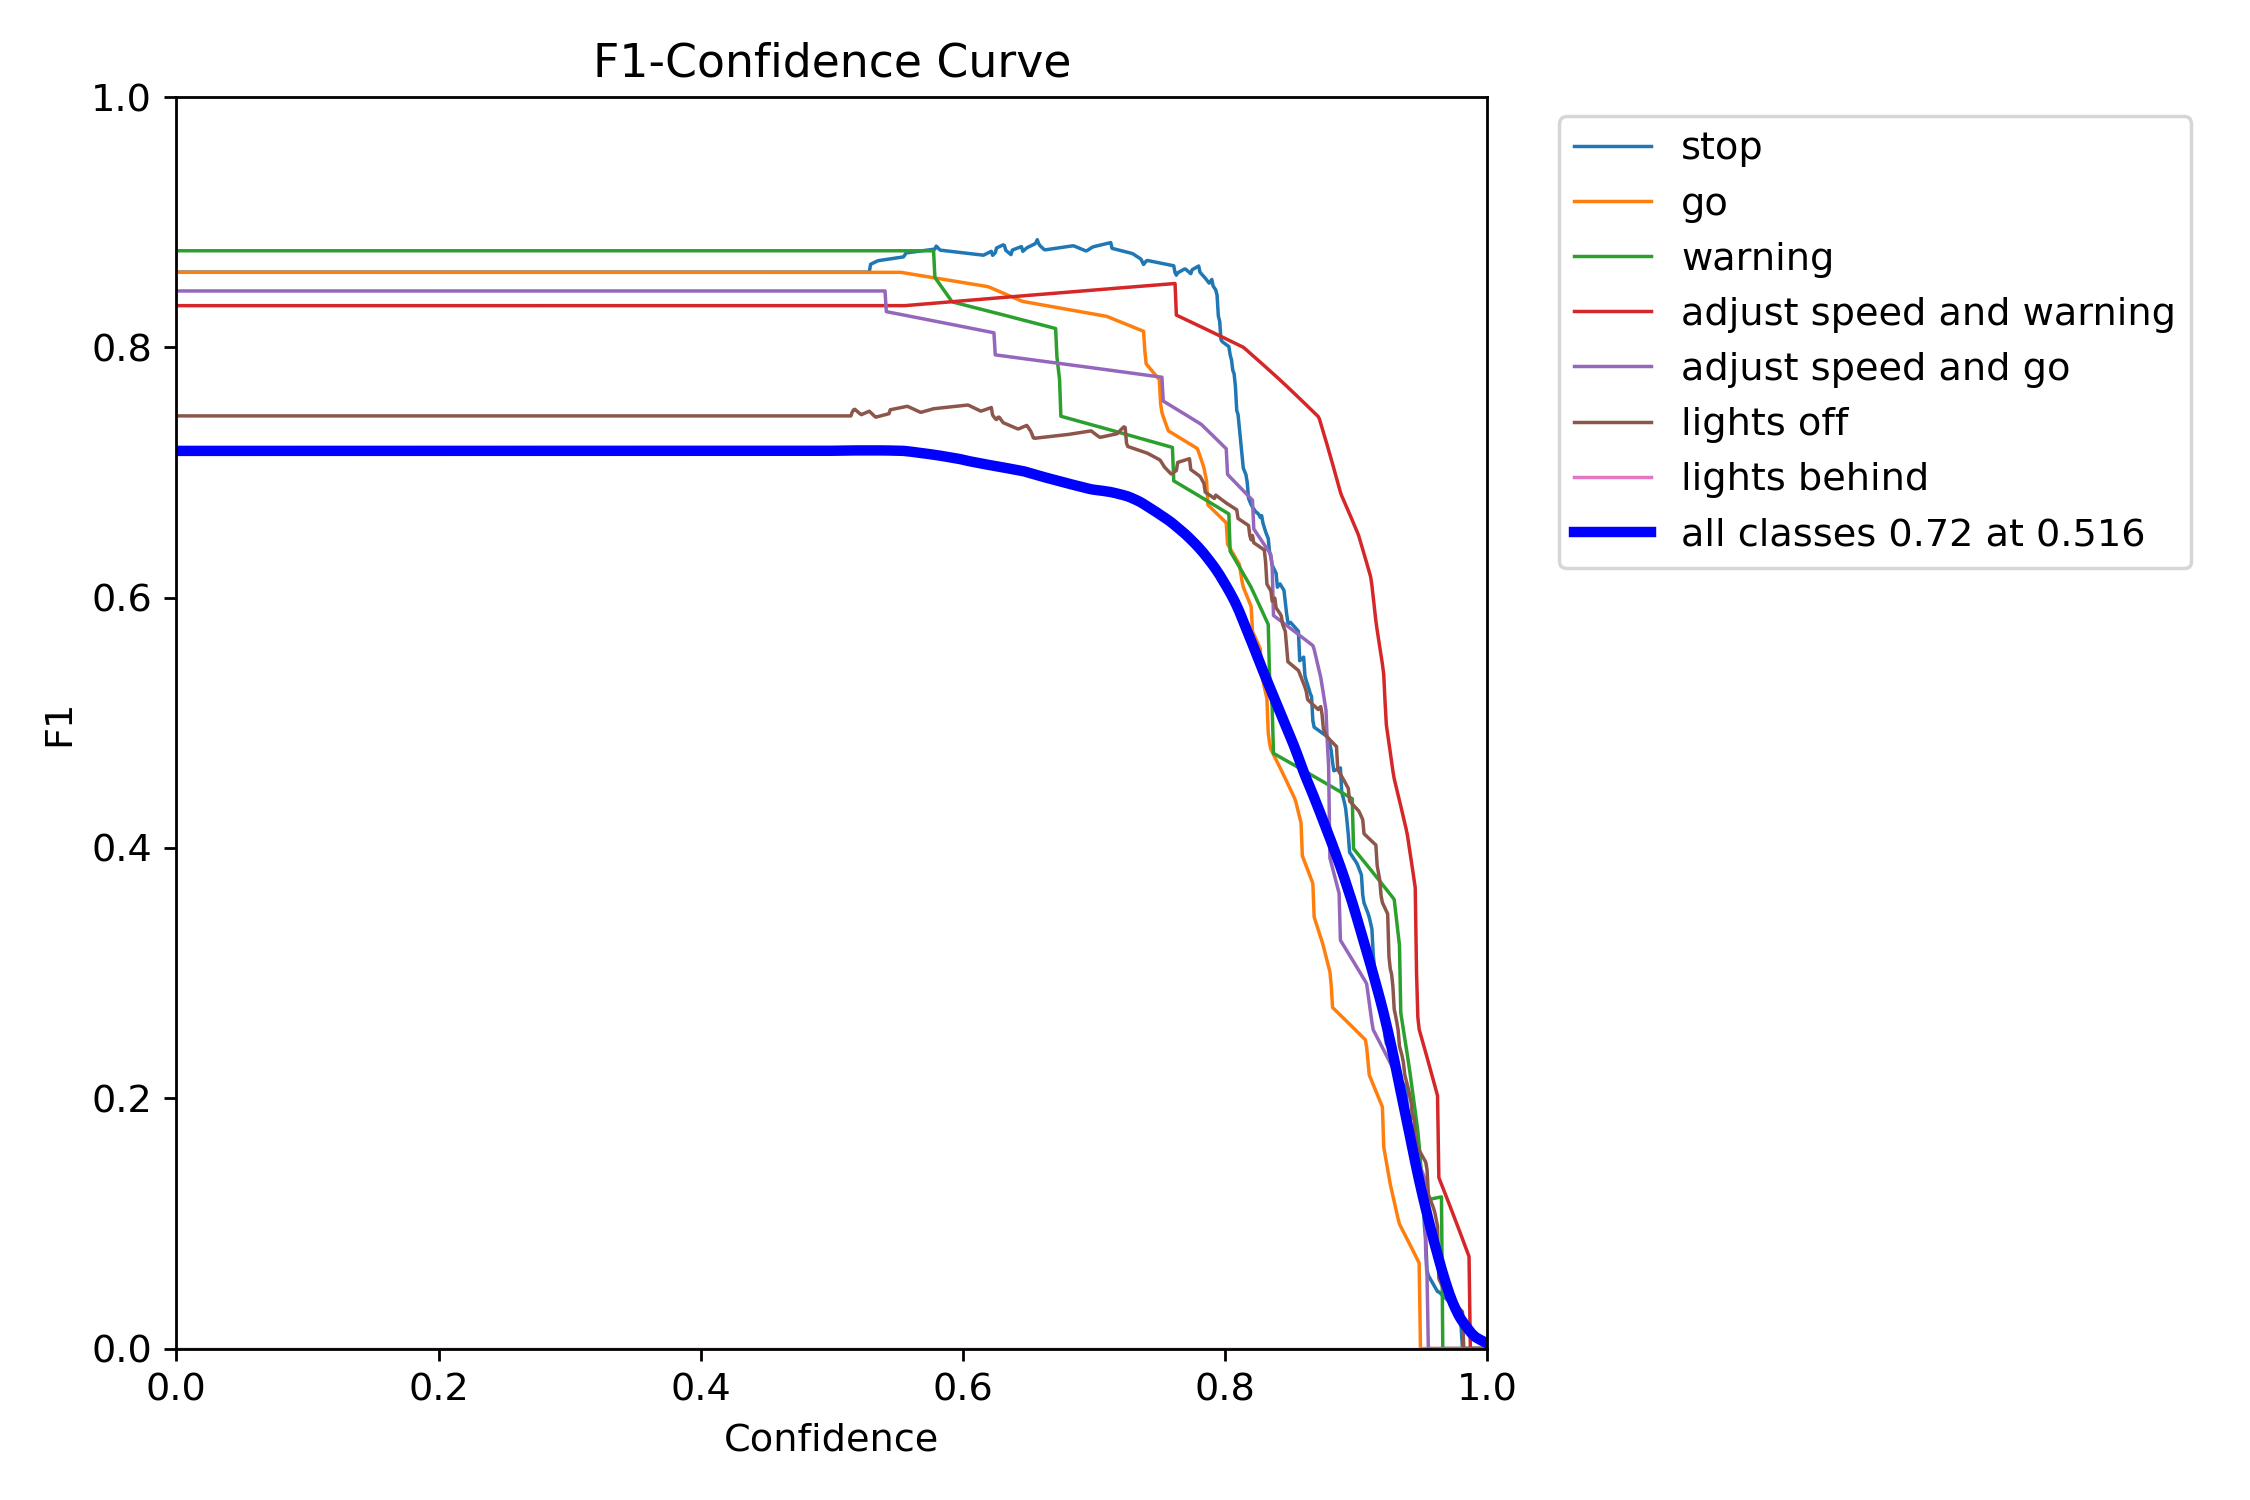 F1-Confidence Curve
1.0
0.8
0.6
0.4
0.2
0.0
F1
0.0 0.2 0.4 0.6 0.8 1.0
Confidence
stop
go
warning
adjust speed and warning
adjust speed and go
lights off
lights behind
all classes 0.72 at 0.516